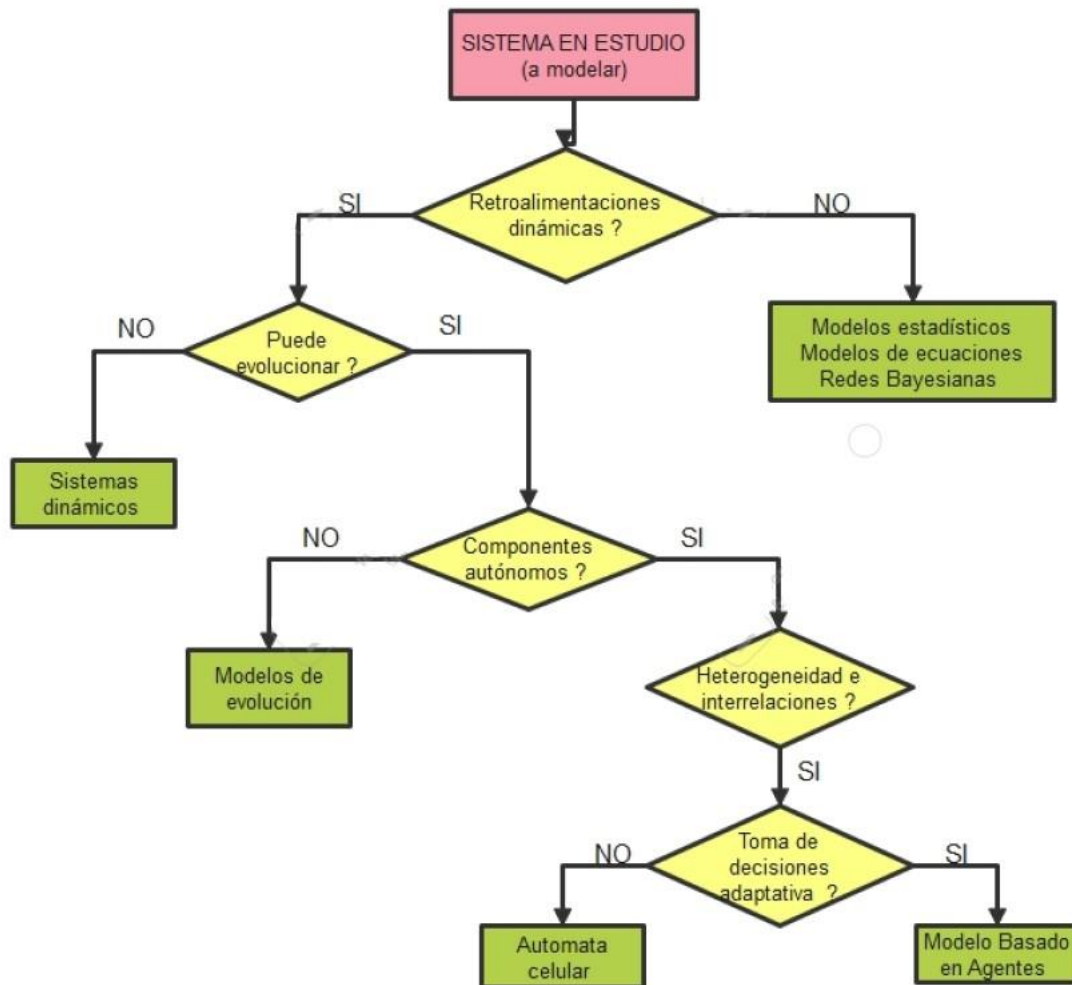 SISTEMA EN ESTUDIO
(a modelar)
Retroalimentaciones
dinámicas ?
SI
NO
Modelos estadísticos
Modelos de ecuaciones
Redes Bayesianas
Puede
evolucionar ?
NO
SI
Sistemas
dinámicos
Componentes
autónomos ?
NO
SI
Modelos de
evolución
Heterogeneidad e
interrelaciones ?
SI
Toma de
decisiones
adaptativa ?
NO
SI
Automata
celular
Modelo Basado
en Agentes